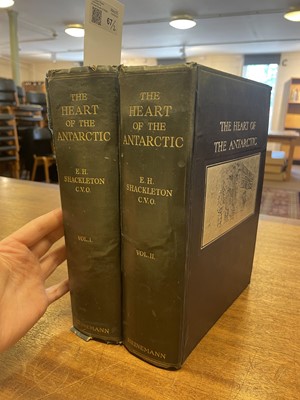 THE
HEART
OF THE
ANTARCTIC
E. H.
SHACKLETON
C.V.O.
VOL. I.
THE
HEART
OF THE
ANTARCTIC
E. H.
SHACKLETON
C.V.O.
VOL. II.
HEINEMANN
THE HEART OF
THE ANTARCTIC